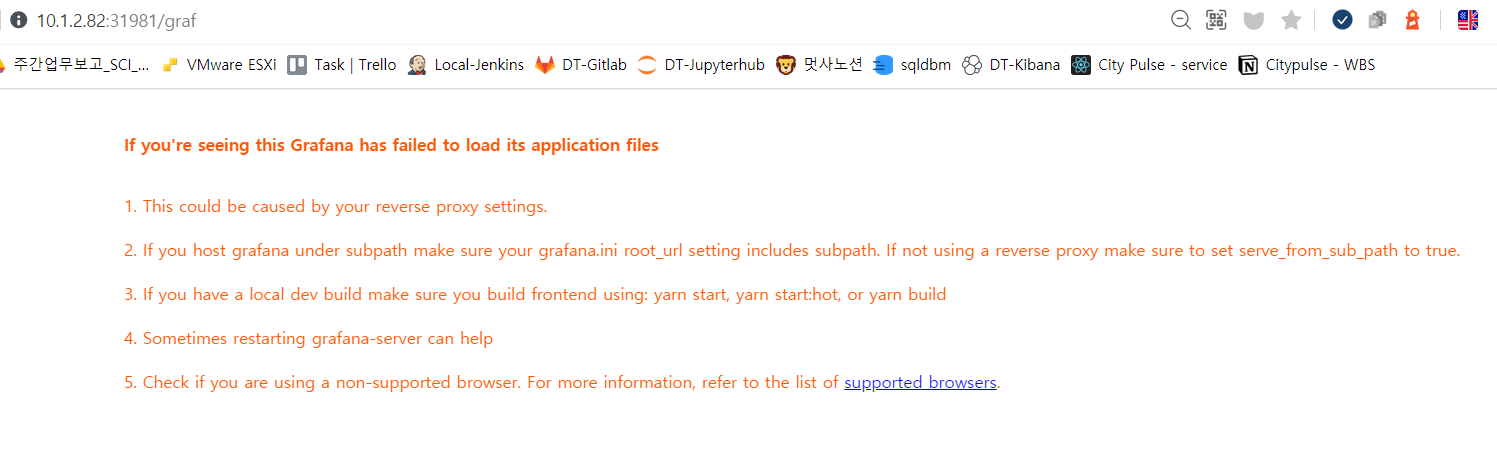 10.1.2.82:31981/graf
주간업무보고_SCI_... VMware ESXi Task | Trello Local-Jenkins DT-Gitlab DT-Jupyterhub 멋사노션 sqldbm DT-Kibana City Pulse - service Citypulse - WBS
If you're seeing this Grafana has failed to load its application files
1. This could be caused by your reverse proxy settings.
2. If you host grafana under subpath make sure your grafana.ini root_url setting includes subpath. If not using a reverse proxy make sure to set serve_from_sub_path to true.
3. If you have a local dev build make sure you build frontend using: yarn start, yarn start:hot, or yarn build
4. Sometimes restarting grafana-server can help
5. Check if you are using a non-supported browser. For more information, refer to the list of supported browsers.